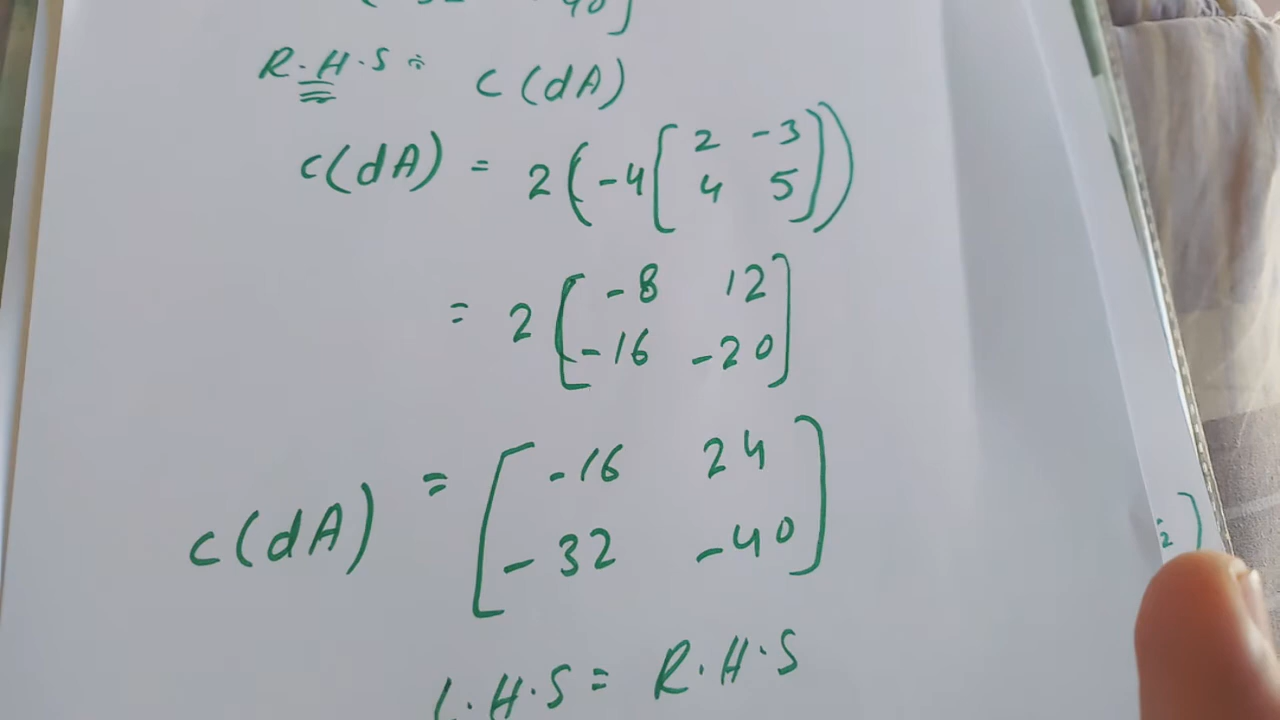 R.H.S ÷ C(dA)
c(dA) = 2(-4[2 -3
4 5])
= 2[-8 12
-16 -20]
c(dA) = [-16 24
-32 -40]
L.H.S = R.H.S